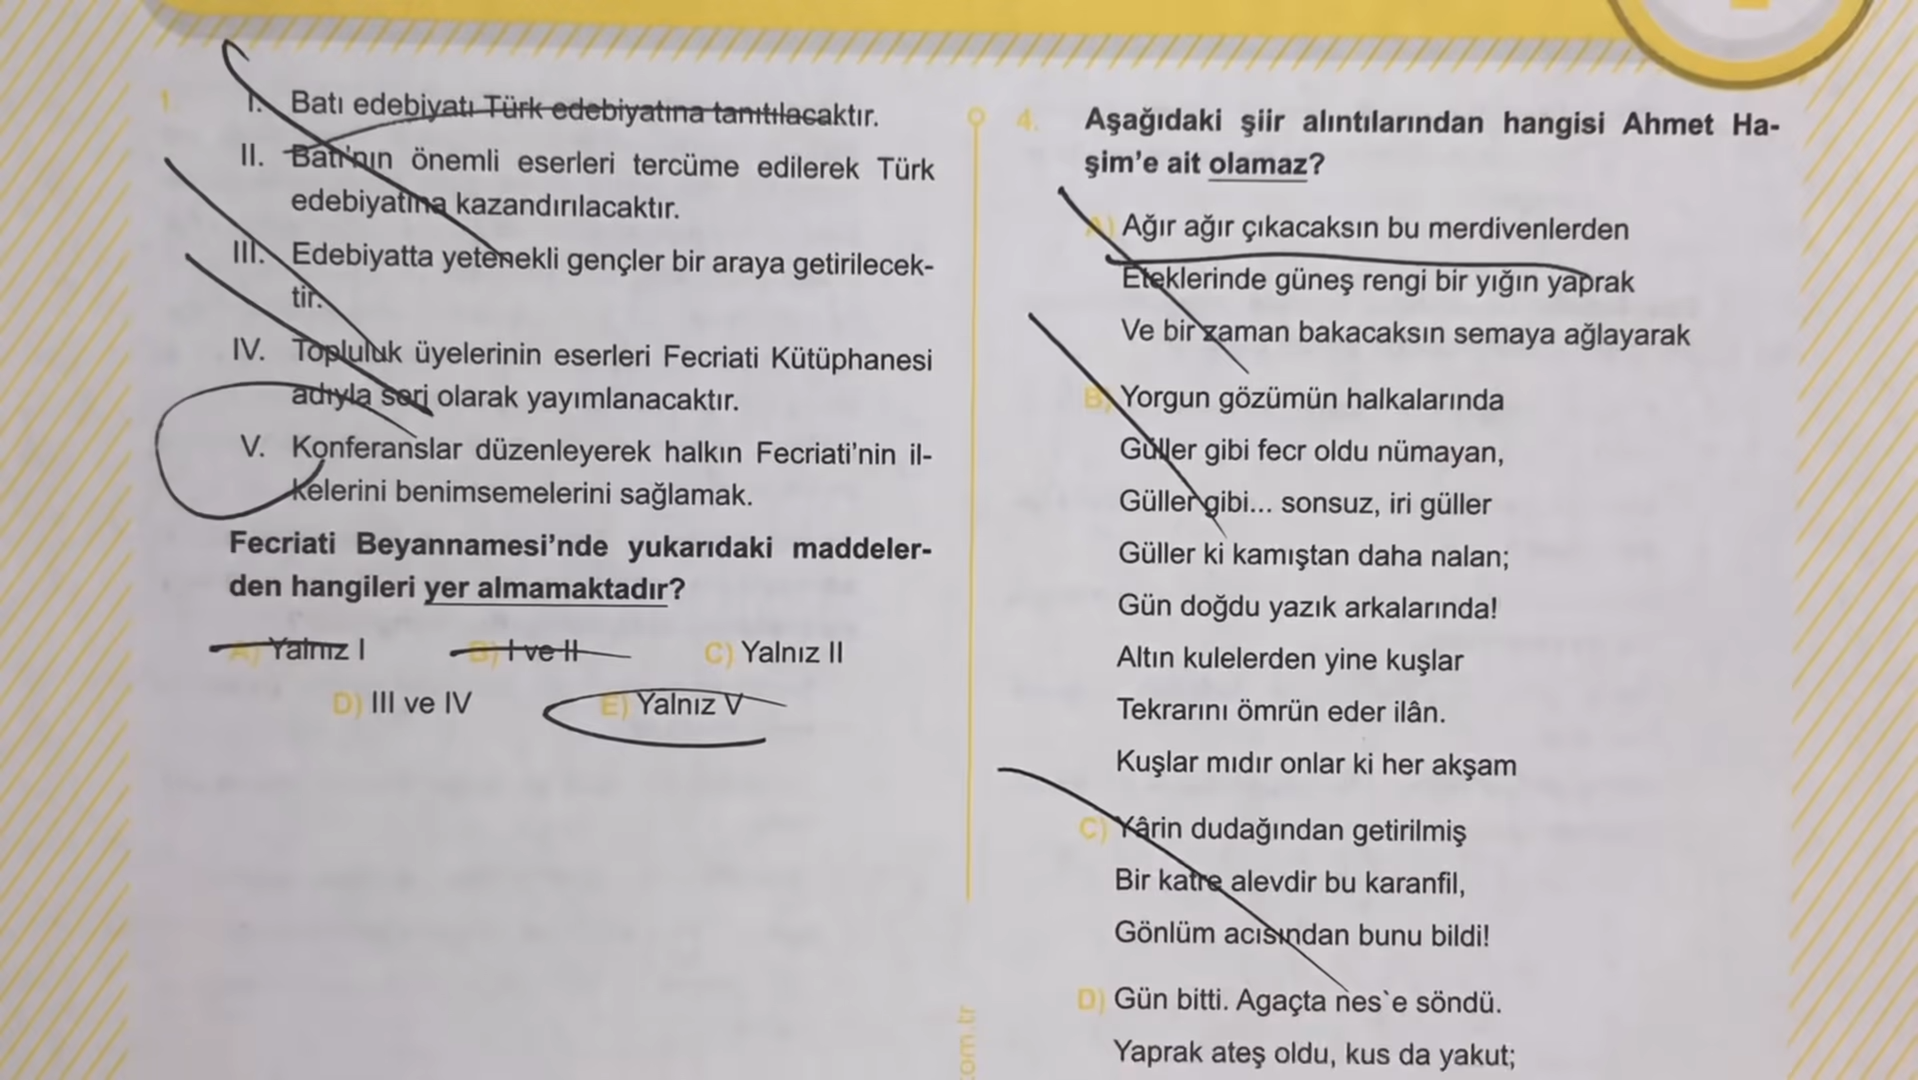 1.
I. Batı edebiyatı Türk edebiyatına tanıtılacaktır.
II. Batı'nın önemli eserleri tercüme edilerek Türk
edebiyatına kazandırılacaktır.
III. Edebiyatta yetenekli gençler bir araya getirilecek-
tir.
IV. Topluluk üyelerinin eserleri Fecriati Kütüphanesi
adıyla seri olarak yayımlanacaktır.
V. Konferanslar düzenleyerek halkın Fecriati'nin il-
kelerini benimsemelerini sağlamak.
Fecriati Beyannamesi'nde yukarıdaki maddeler-
den hangileri yer almamaktadır?
A) Yalnız I B) I ve II C) Yalnız II
D) III ve IV E) Yalnız V
4. Aşağıdaki şiir alıntılarından hangisi Ahmet Ha-
şim'e ait olamaz?
A) Ağır ağır çıkacaksın bu merdivenlerden
Eteklerinde güneş rengi bir yığın yaprak
Ve bir zaman bakacaksın semaya ağlayarak
B) Yorgun gözümün halkalarında
Güller gibi fecr oldu nümayan,
Güller gibi... sonsuz, iri güller
Güller ki kamıştan daha nalan;
Gün doğdu yazık arkalarında!
Altın kulelerden yine kuşlar
Tekrarını ömrün eder ilân.
Kuşlar mıdır onlar ki her akşam
C) Yârin dudağından getirilmiş
Bir katre alevdir bu karanfil,
Gönlüm acısından bunu bildi!
D) Gün bitti. Agaçta nes`e söndü.
Yaprak ateş oldu, kus da yakut;
com.tr